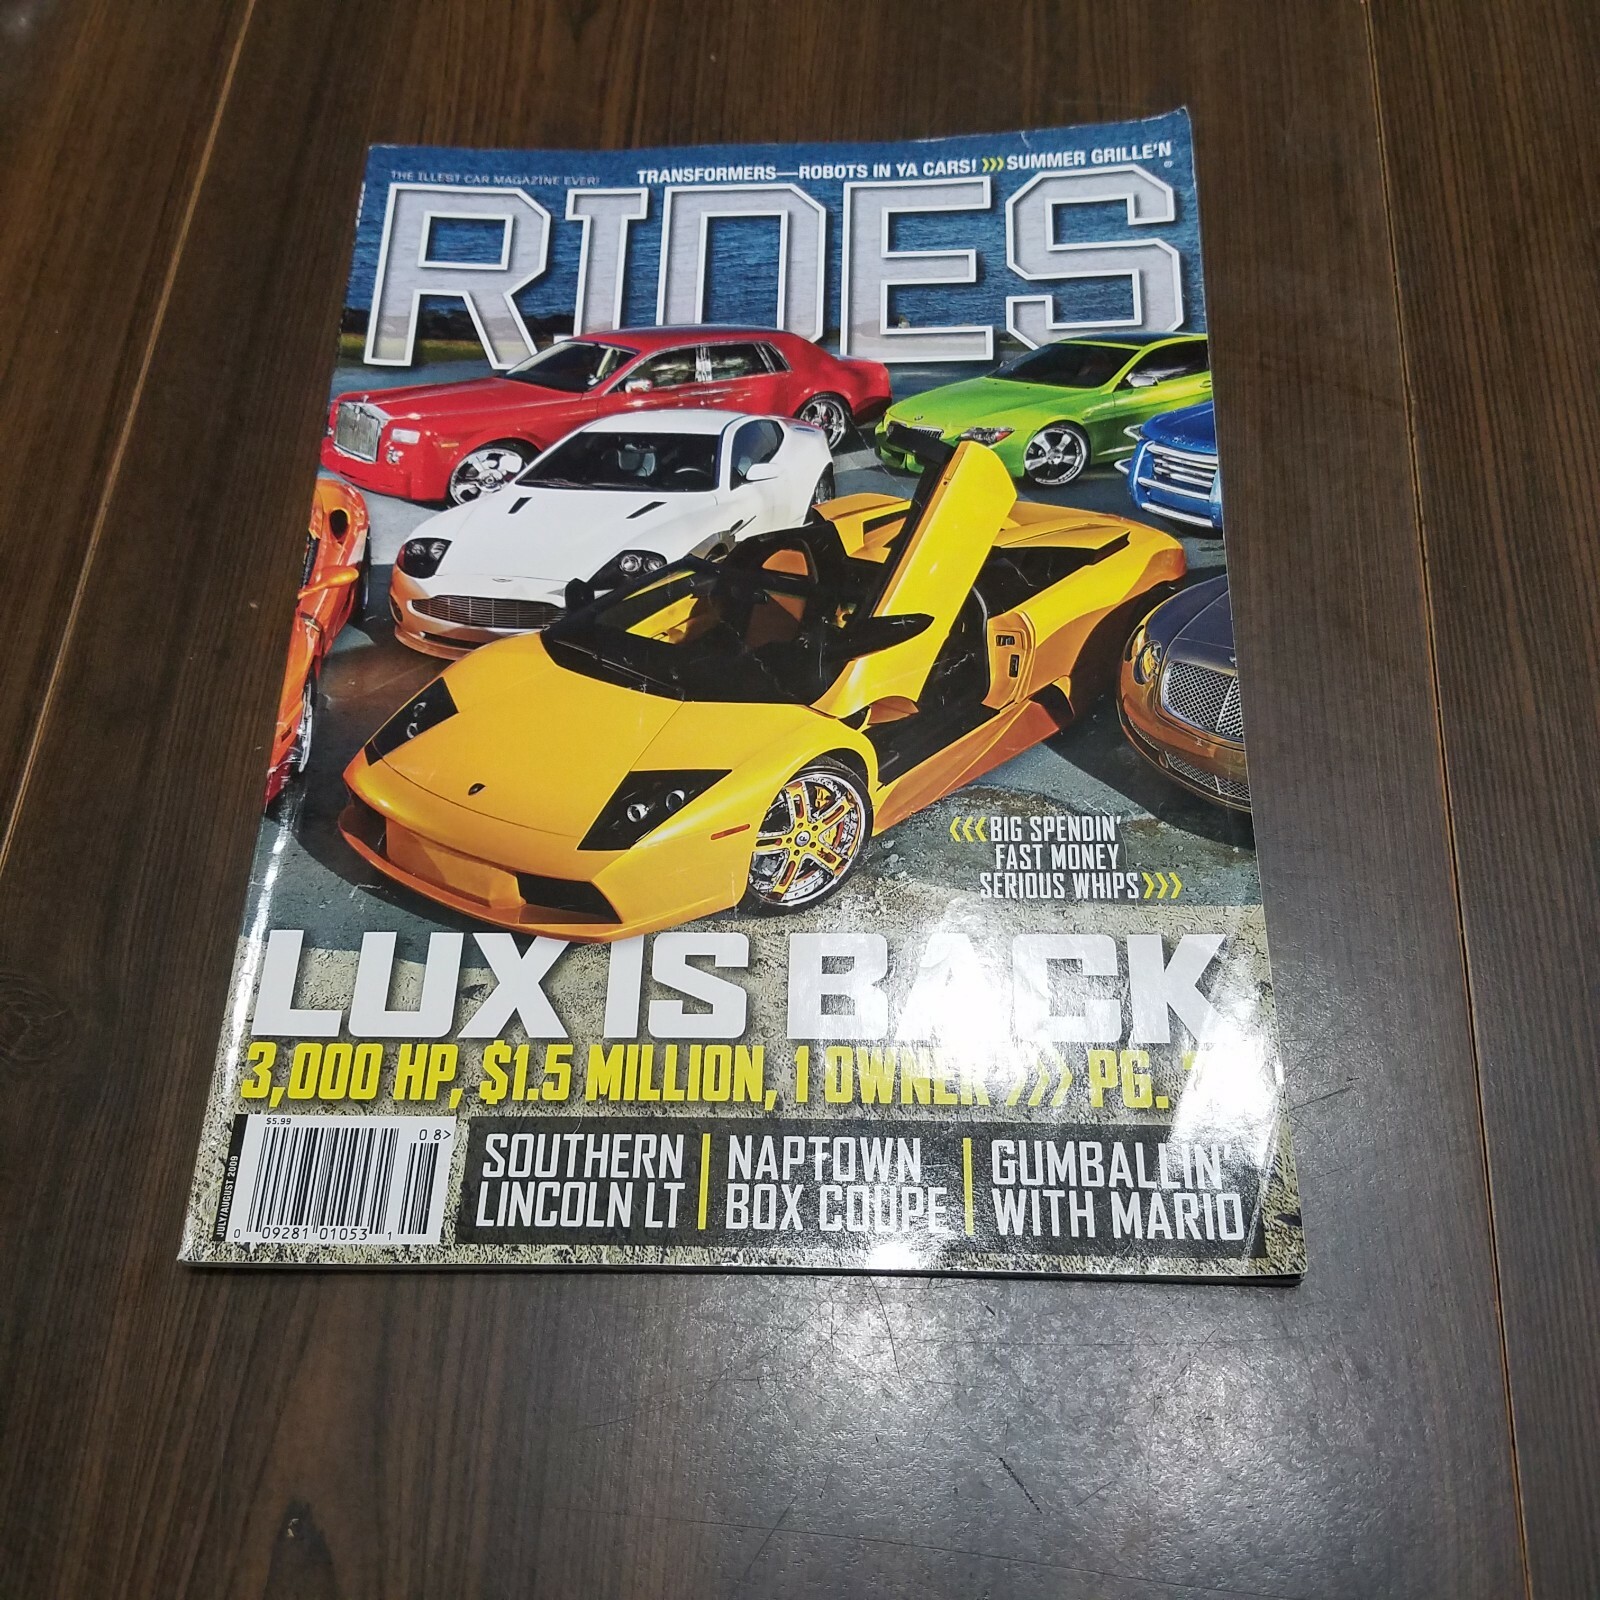 THE ILLEST CAR MAGAZINE EVER!
TRANSFORMERS—ROBOTS IN YA CARS! >>> SUMMER GRILLE'N
RIDES
<<< BIG SPENDIN'
FAST MONEY
SERIOUS WHIPS >>>
LUX IS BACK
3,000 HP, $1.5 MILLION, 1 OWNER >>> PG.
$5.99
08>
JULY/AUGUST 2009
0 09281 01053 1
SOUTHERN
LINCOLN LT
NAPTOWN
BOX COUPE
GUMBALLIN'
WITH MARIO